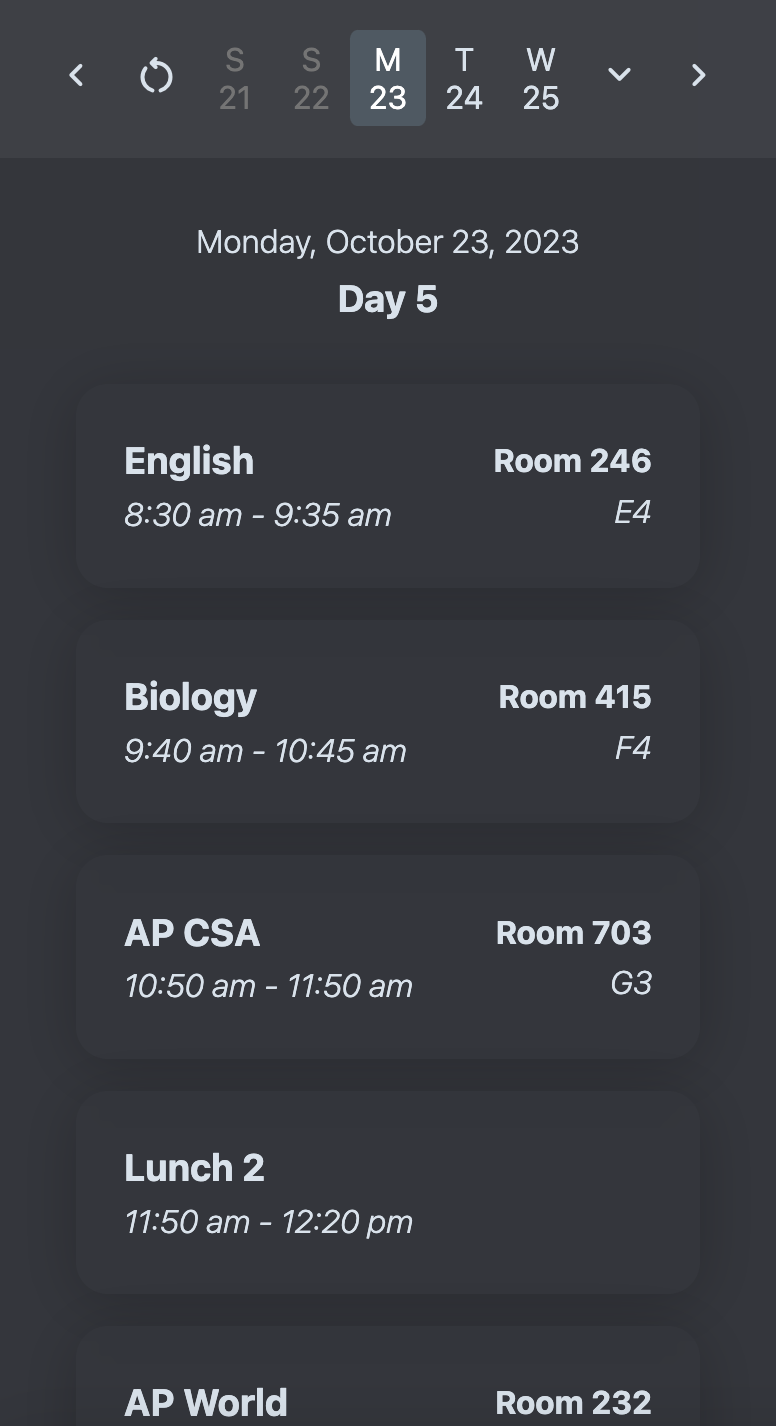 S S M T W
21 22 23 24 25
Monday, October 23, 2023
Day 5
English Room 246
8:30 am - 9:35 am E4
Biology Room 415
9:40 am - 10:45 am F4
AP CSA Room 703
10:50 am - 11:50 am G3
Lunch 2
11:50 am - 12:20 pm
AP World Room 232